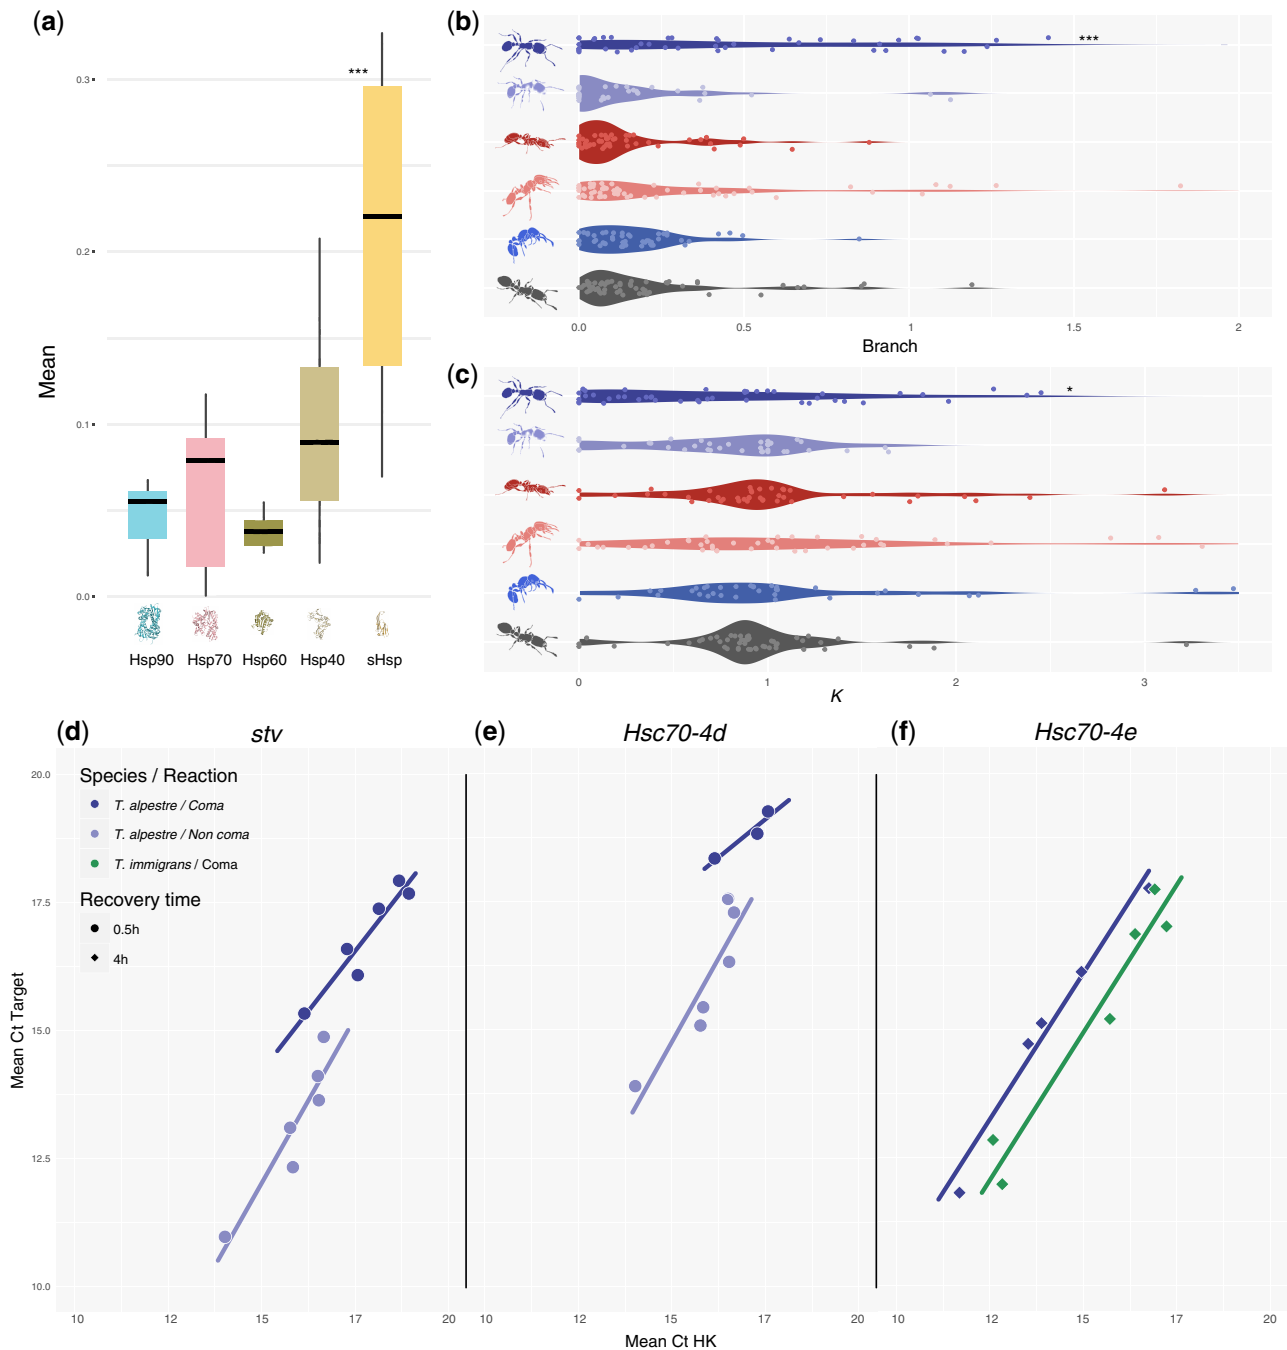 (a)
***
0.3
0.2
Mean
0.1
0.0
Hsp90 Hsp70 Hsp60 Hsp40 sHsp
(b)
***
0.0 0.5 1 1.5 2
Branch
(c)
*
0 1 2 3
K
(d) stv
(e) Hsc70-4d
(f) Hsc70-4e
20.0
17.5
15.0
12.5
10.0
Mean Ct Target
Species / Reaction
T. alpestre / Coma
T. alpestre / Non coma
T. immigrans / Coma
Recovery time
0.5h
4h
10 15 17 20
10 12 15 17 20
10 12 15 17 20
Mean Ct HK